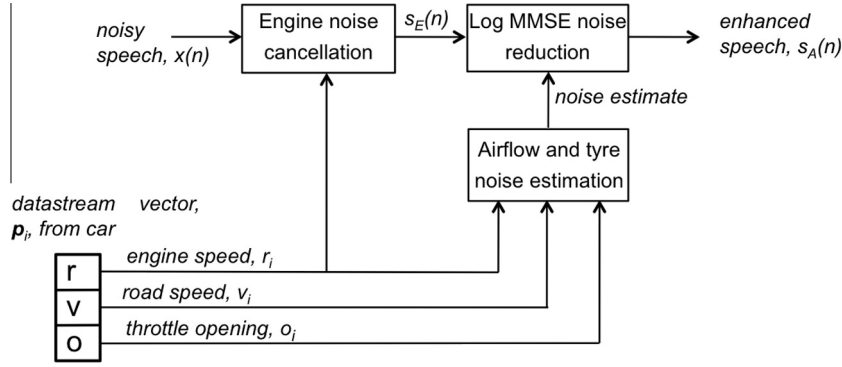 noisy
speech, x(n)
Engine noise
cancellation
s_E(n)
Log MMSE noise
reduction
enhanced
speech, s_A(n)
noise estimate
Airflow and tyre
noise estimation
datastream vector,
p_i, from car
r
engine speed, r_i
v
road speed, v_i
o
throttle opening, o_i